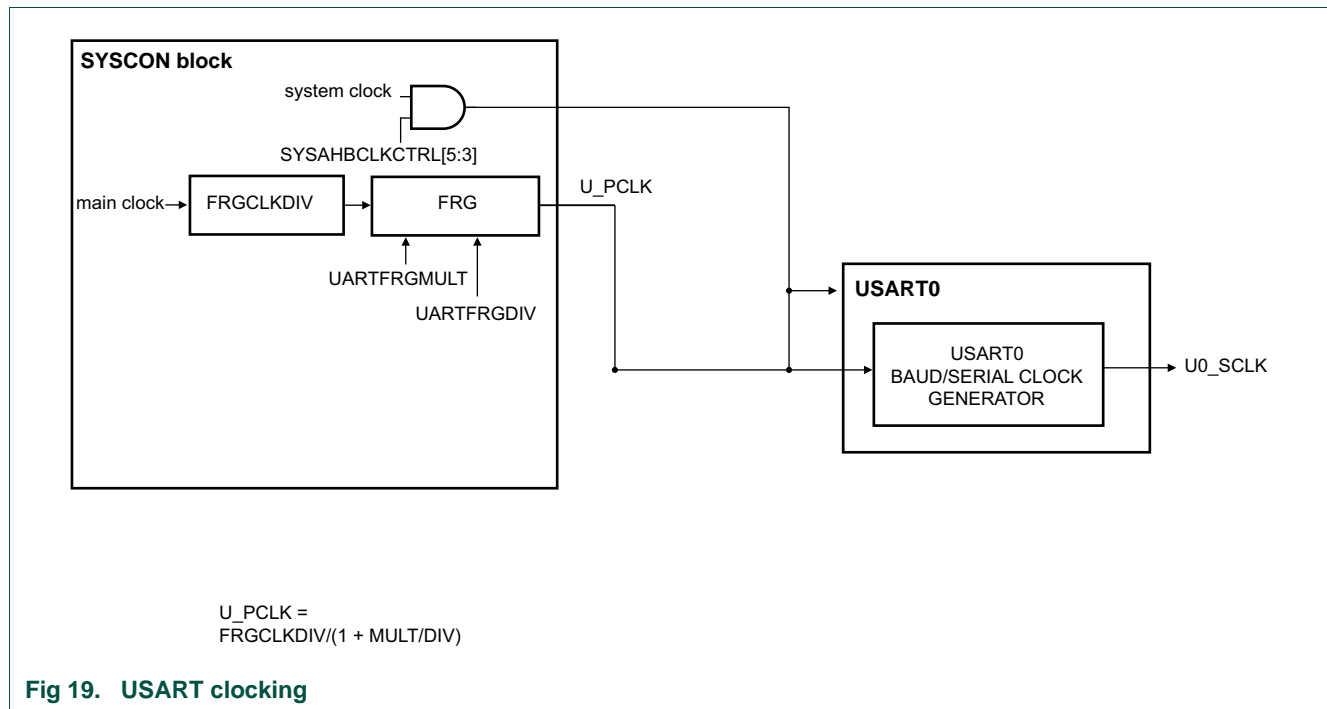 SYSCON block
system clock
SYSAHBCLKCTRL[5:3]
main clock
FRGCLKDIV
FRG
U_PCLK
UARTFRGMULT
UARTFRGDIV
USART0
USART0
BAUD/SERIAL CLOCK
GENERATOR
U0_SCLK
U_PCLK =
FRGCLKDIV/(1 + MULT/DIV)
Fig 19. USART clocking